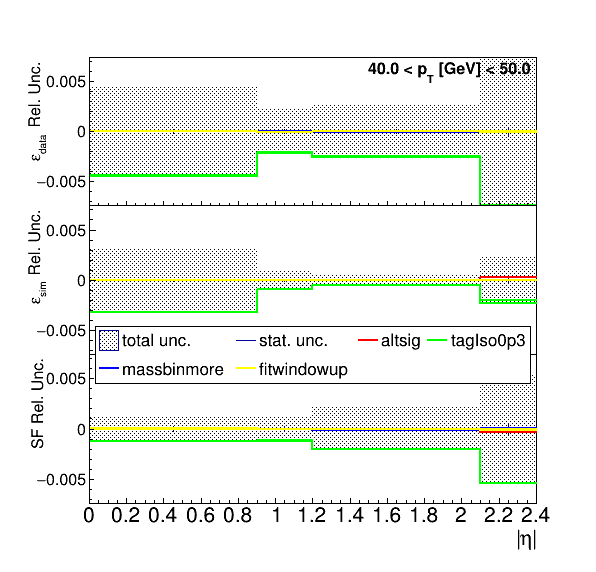 40.0 < p_T [GeV] < 50.0
ε_data Rel. Unc.
0.005
0
−0.005
ε_sim Rel. Unc.
0.005
0
−0.005
total unc. stat. unc. altsig tagIso0p3
massbinmore fitwindowup
SF Rel. Unc.
0.005
0
−0.005
0 0.2 0.4 0.6 0.8 1 1.2 1.4 1.6 1.8 2 2.2 2.4
|η|